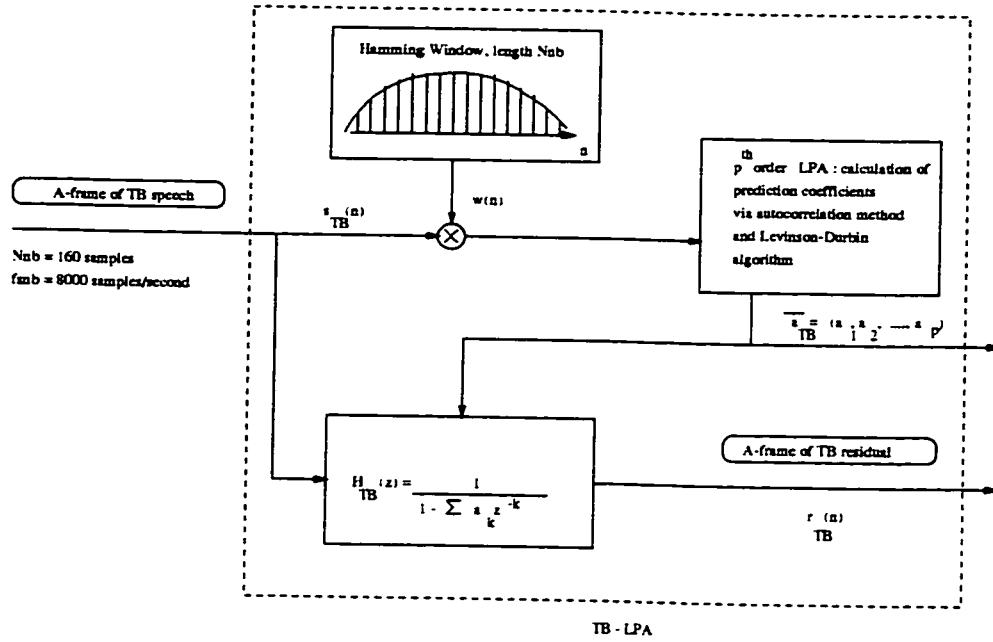 Hamming Window, length Nnb
n
A-frame of TB speech
s_TB(n)
w(n)
Nnb = 160 samples
fsnb = 8000 samples/second
p^th order LPA : calculation of
prediction coefficients
via autocorrelation method
and Levinson-Durbin
algorithm
a_TB = (a_1, a_2, ..., a_p)
A-frame of TB residual
H_TB(z) = 1 / (1 - ∑ a_k z^-k)
r_TB(n)
TB - LPA